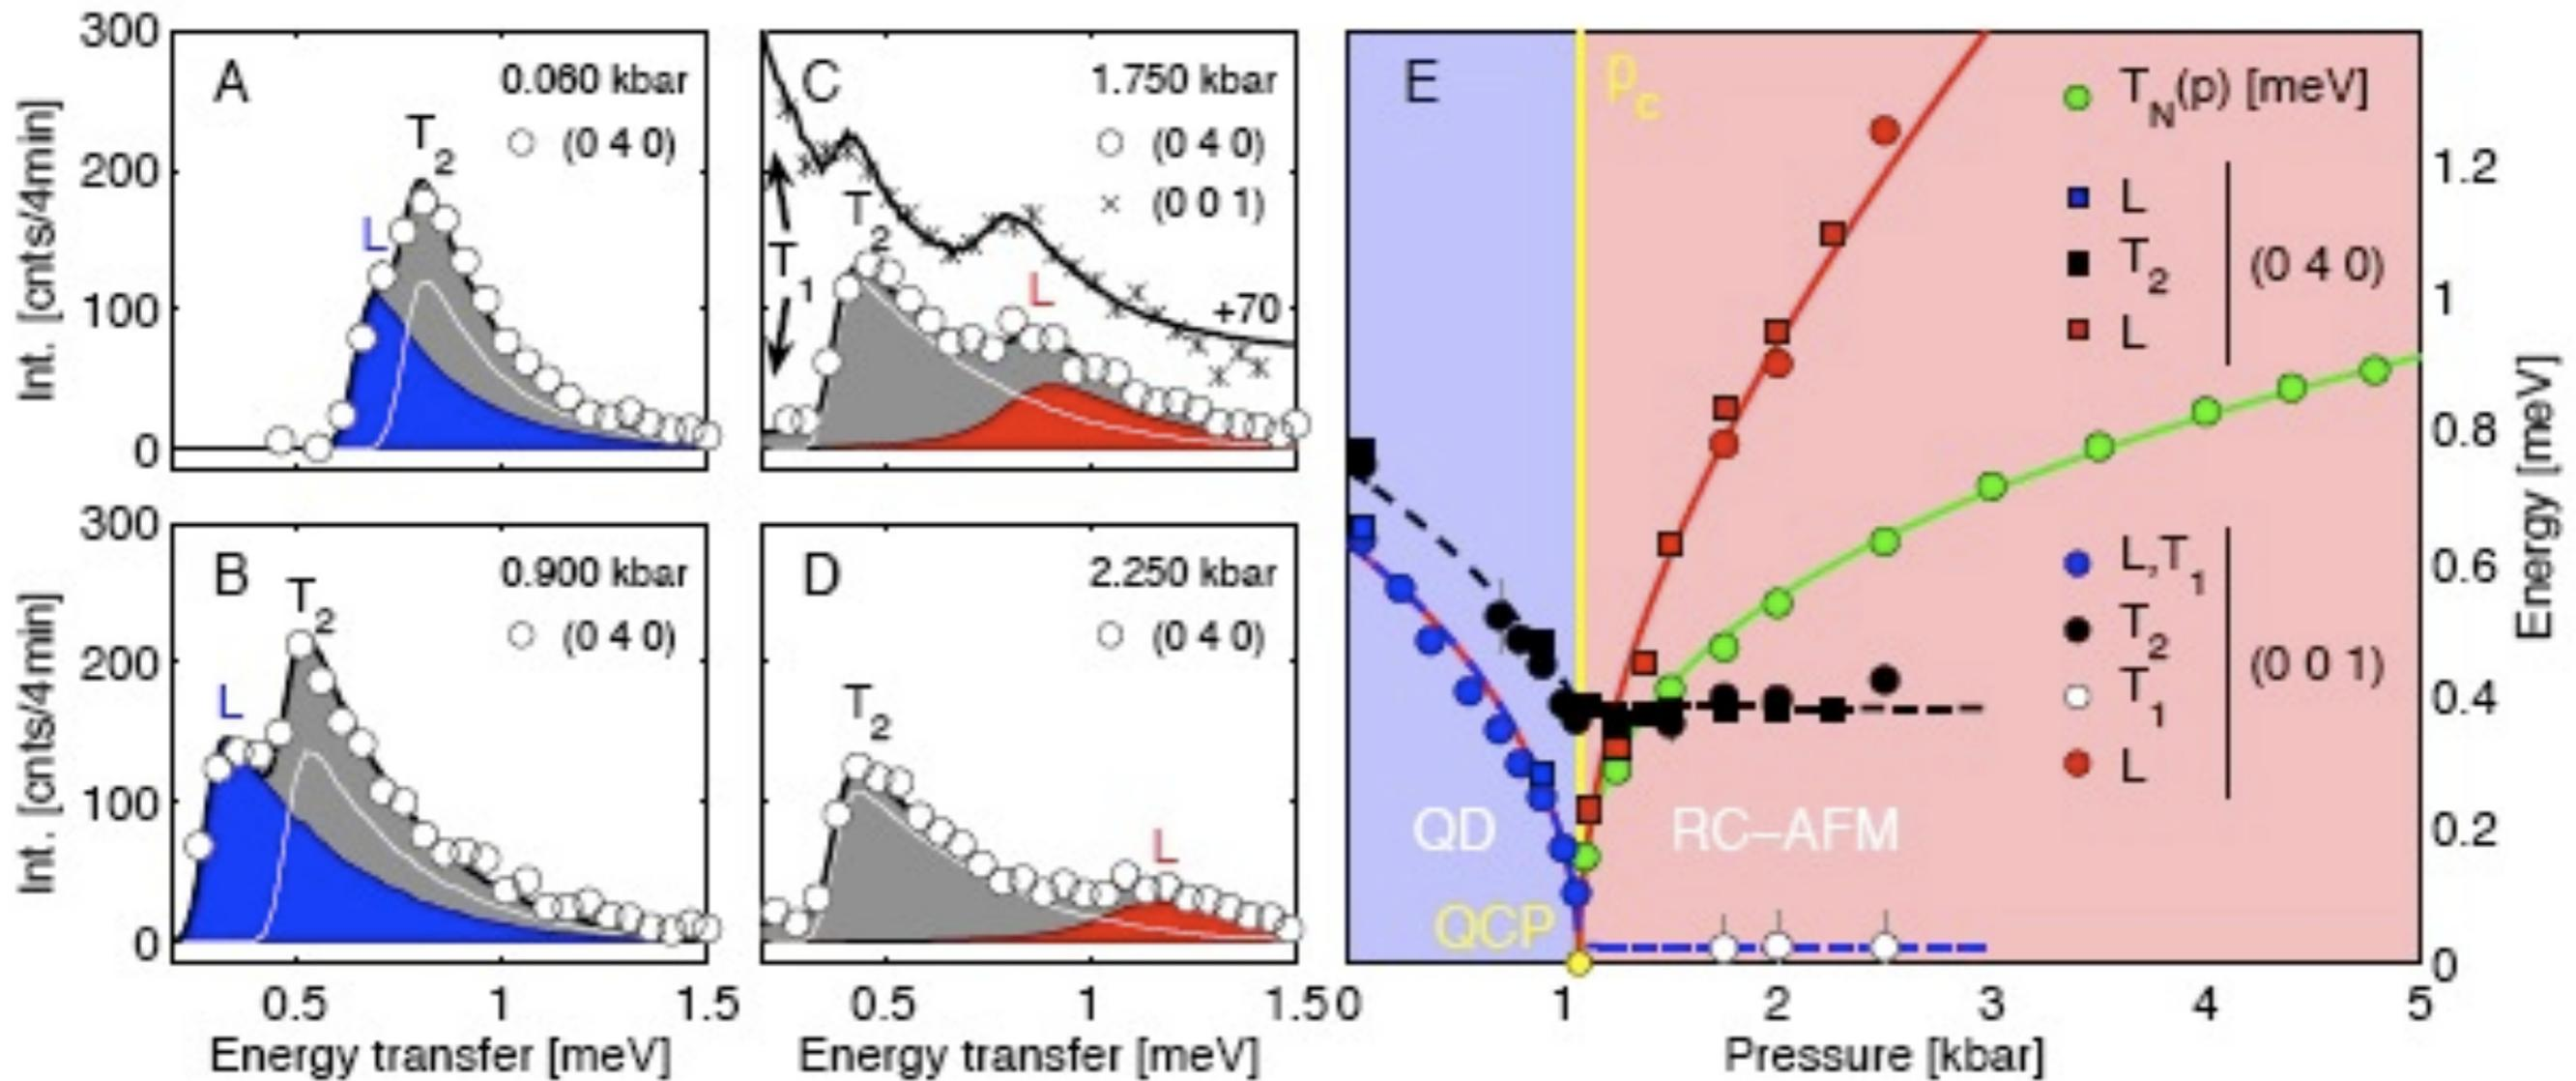 A
0.060 kbar
(0 4 0)
T2
L
300
200
100
0
Int. [cnts/4min]
C
1.750 kbar
(0 4 0)
(0 0 1)
T2
T1
L
+70
B
0.900 kbar
(0 4 0)
T2
L
300
200
100
0
Int. [cnts/4min]
0.5
1
1.5
Energy transfer [meV]
D
2.250 kbar
(0 4 0)
T2
L
0.5
1
1.5
Energy transfer [meV]
E
pc
TN(p) [meV]
L
T2
L
(0 4 0)
L,T1
T2
T1
L
(0 0 1)
QD
RC–AFM
QCP
1.2
1
0.8
0.6
0.4
0.2
0
Energy [meV]
0
1
2
3
4
5
Pressure [kbar]